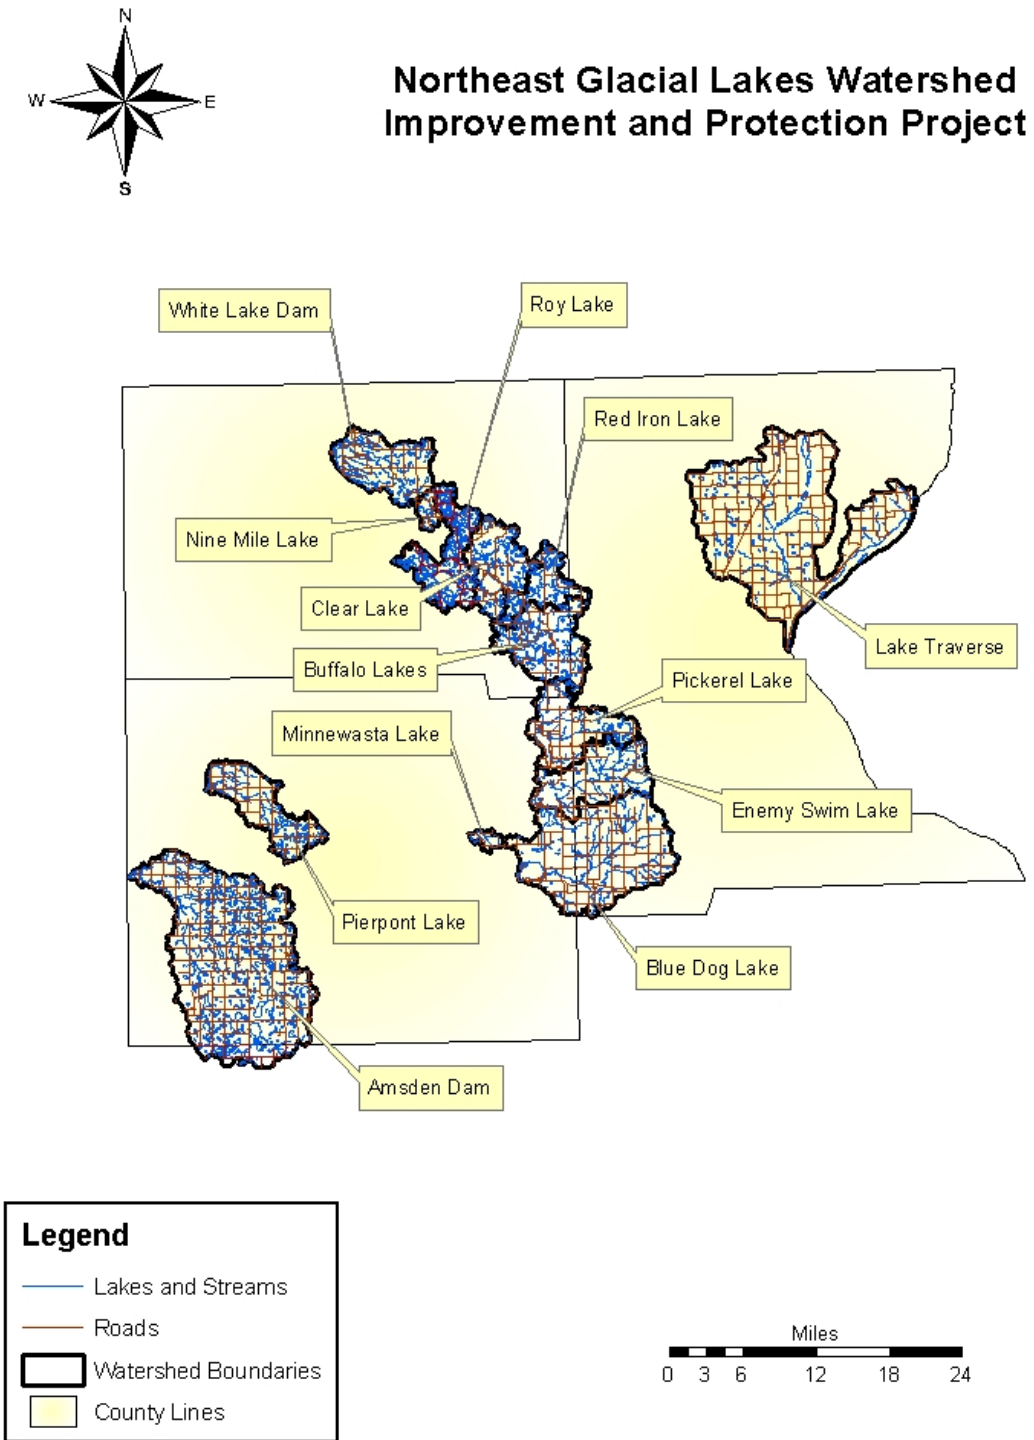 N
W
E
S
Northeast Glacial Lakes Watershed
Improvement and Protection Project
White Lake Dam
Roy Lake
Red Iron Lake
Nine Mile Lake
Clear Lake
Lake Traverse
Buffalo Lakes
Pickerel Lake
Minnewasta Lake
Enemy Swim Lake
Pierpont Lake
Blue Dog Lake
Amsden Dam
Legend
Lakes and Streams
Roads
Watershed Boundaries
County Lines
Miles
0 3 6 12 18 24